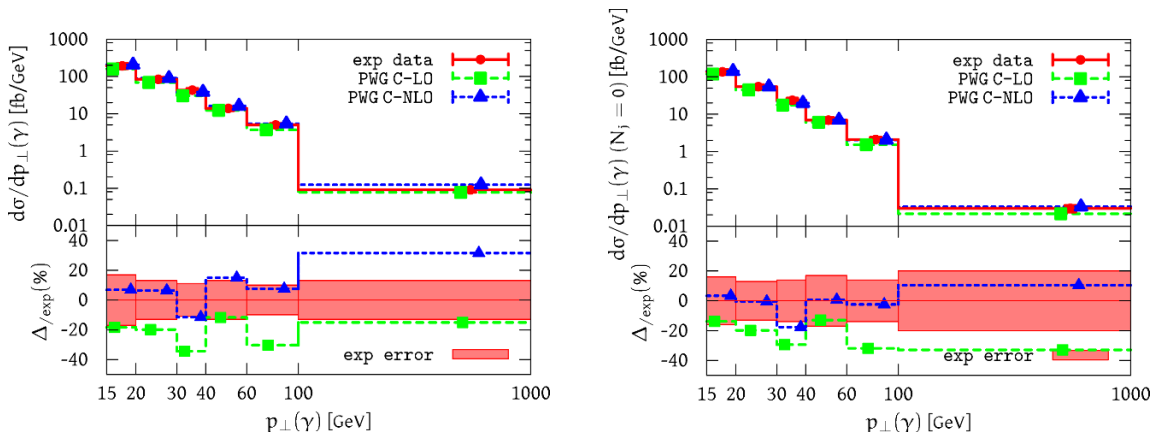 dσ/dp⊥(γ) [fb/GeV]
1000
100
10
1
0.1
0.01
exp data
PWG C-LO
PWG C-NLO
Δ/exp(%)
40
20
0
-20
-40
exp error
15 20 30 40 60 100 1000
p⊥(γ) [GeV]
dσ/dp⊥(γ) (Nj = 0) [fb/GeV]
1000
100
10
1
0.1
0.01
exp data
PWG C-LO
PWG C-NLO
Δ/exp(%)
40
20
0
-20
-40
exp error
15 20 30 40 60 100 1000
p⊥(γ) [GeV]